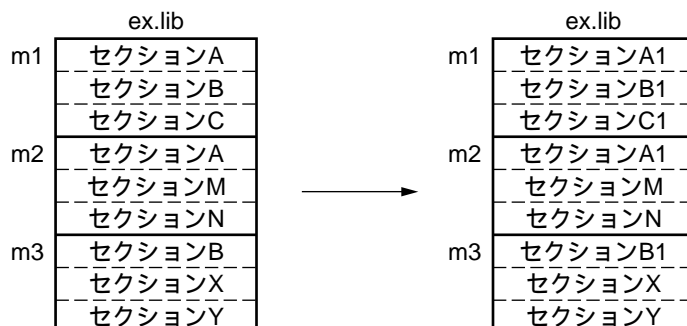 ex.lib ex.lib
m1 セクションA m1 セクションA1
セクションB セクションB1
セクションC セクションC1
m2 セクションA m2 セクションA1
セクションM セクションM
セクションN セクションN
m3 セクションB m3 セクションB1
セクションX セクションX
セクションY セクションY